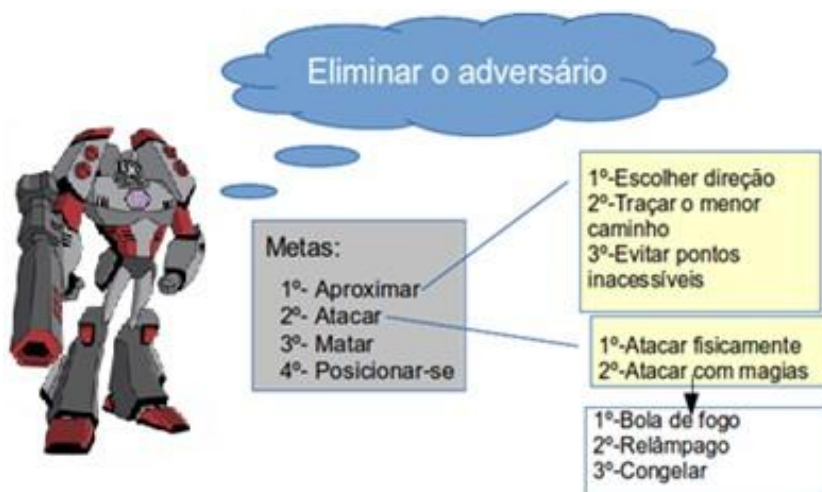 Eliminar o adversário
Metas:
1º- Aproximar
2º- Atacar
3º- Matar
4º- Posicionar-se
1º-Escolher direção
2º-Traçar o menor
caminho
3º-Evitar pontos
inacessíveis
1º-Atacar fisicamente
2º-Atacar com magias
1º-Bola de fogo
2º-Relâmpago
3º-Congelar